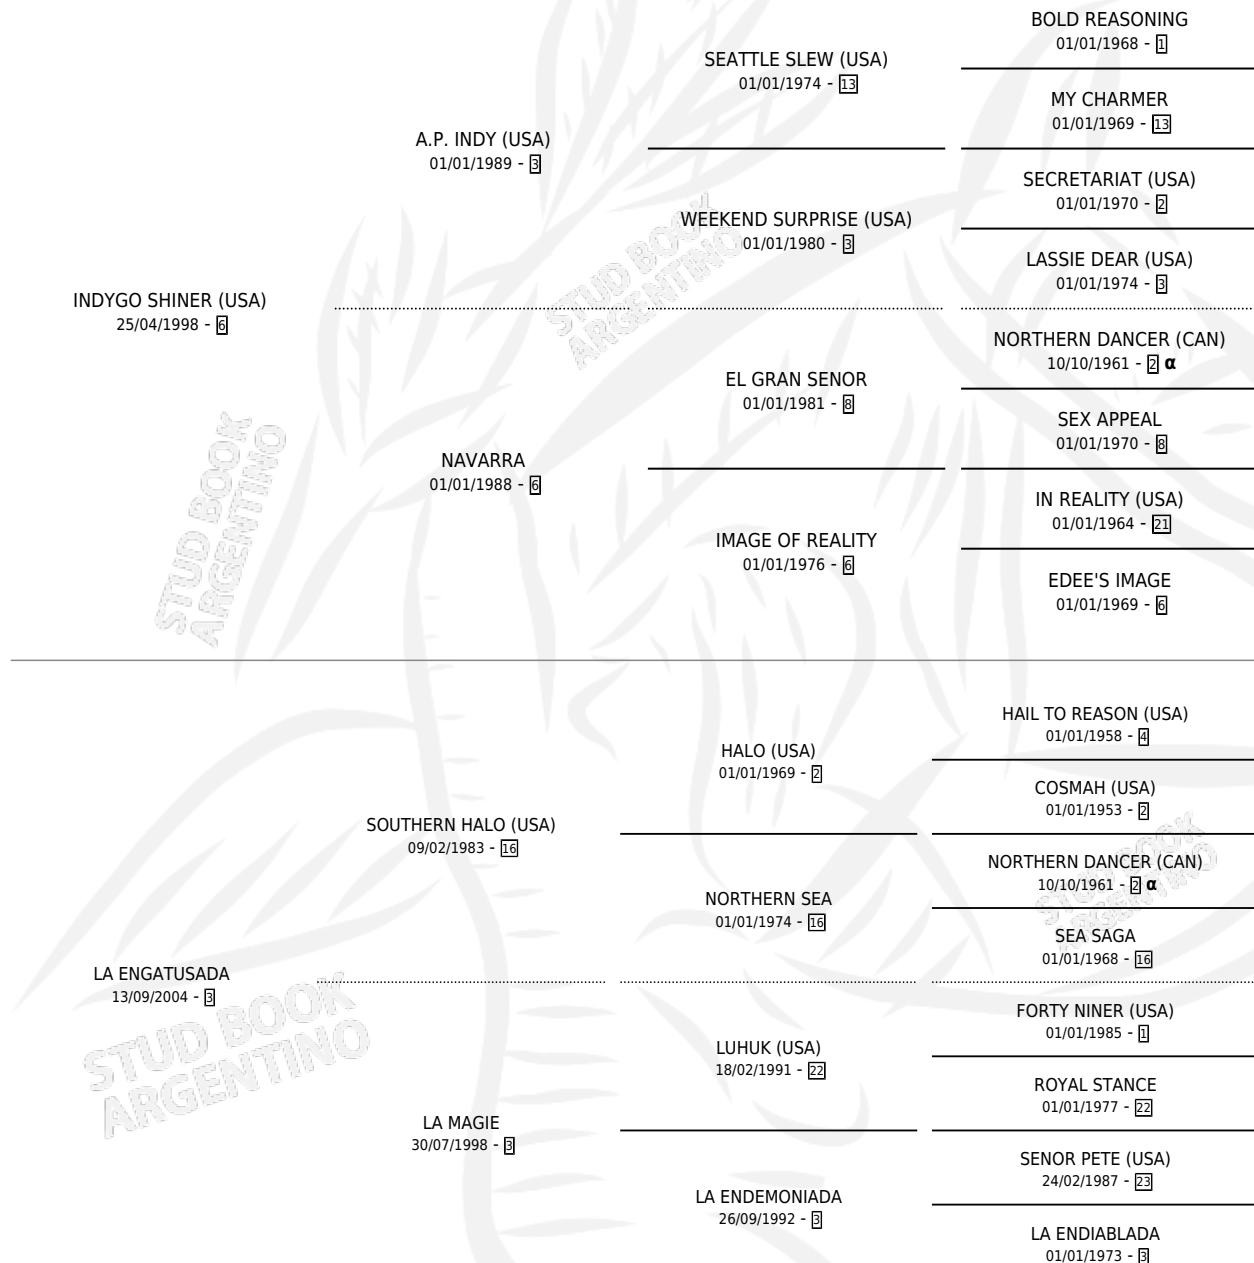 BOLD REASONING
01/01/1968 - 1
SEATTLE SLEW (USA)
01/01/1974 - 13
MY CHARMER
01/01/1969 - 13
A.P. INDY (USA)
01/01/1989 - 3
SECRETARIAT (USA)
01/01/1970 - 2
WEEKEND SURPRISE (USA)
01/01/1980 - 3
LASSIE DEAR (USA)
01/01/1974 - 3
INDYGO SHINER (USA)
25/04/1998 - 6
NORTHERN DANCER (CAN)
10/10/1961 - 2 α
EL GRAN SENOR
01/01/1981 - 8
SEX APPEAL
01/01/1970 - 8
NAVARRA
01/01/1988 - 6
IN REALITY (USA)
01/01/1964 - 21
IMAGE OF REALITY
01/01/1976 - 6
EDEE'S IMAGE
01/01/1969 - 6
HAIL TO REASON (USA)
01/01/1958 - 4
HALO (USA)
01/01/1969 - 2
COSMAH (USA)
01/01/1953 - 2
SOUTHERN HALO (USA)
09/02/1983 - 16
NORTHERN DANCER (CAN)
10/10/1961 - 2 α
NORTHERN SEA
01/01/1974 - 16
SEA SAGA
01/01/1968 - 16
LA ENGATUSADA
13/09/2004 - 3
FORTY NINER (USA)
01/01/1985 - 1
LUHUK (USA)
18/02/1991 - 22
ROYAL STANCE
01/01/1977 - 22
LA MAGIE
30/07/1998 - 3
SENOR PETE (USA)
24/02/1987 - 23
LA ENDEMONIADA
26/09/1992 - 3
LA ENDIABLADA
01/01/1973 - 3
STUD BOOK
ARGENTINO
STUD BOOK
ARGENTINO
STUD BOOK
ARGENTINO
STUD BOOK
ARGENTINO